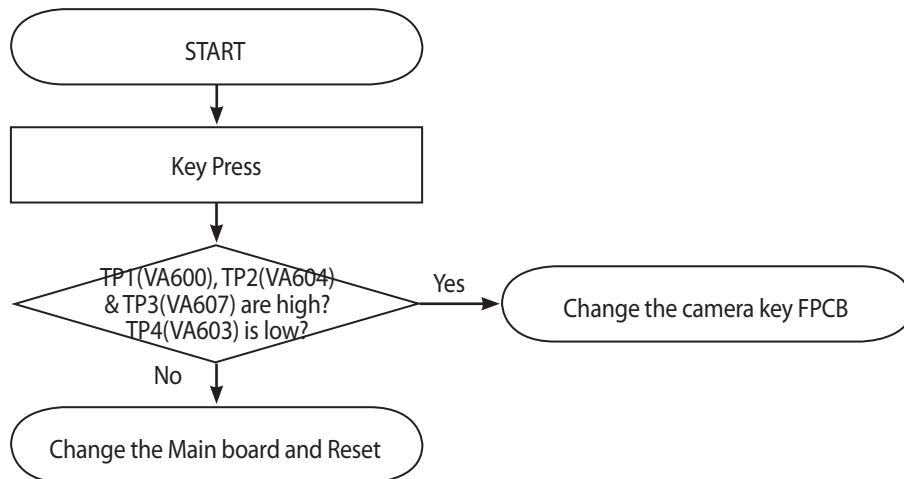 START
Key Press
TP1(VA600), TP2(VA604)
& TP3(VA607) are high?
TP4(VA603) is low?
Yes
Change the camera key FPCB
No
Change the Main board and Reset